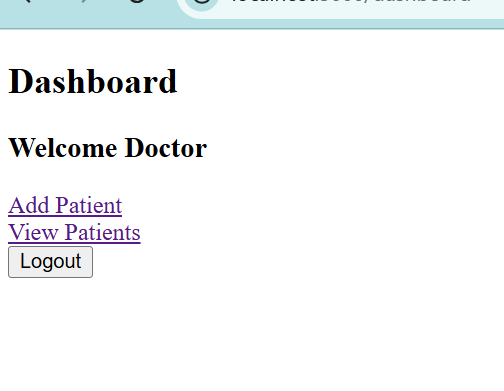 Dashboard
Welcome Doctor
Add Patient
View Patients
Logout